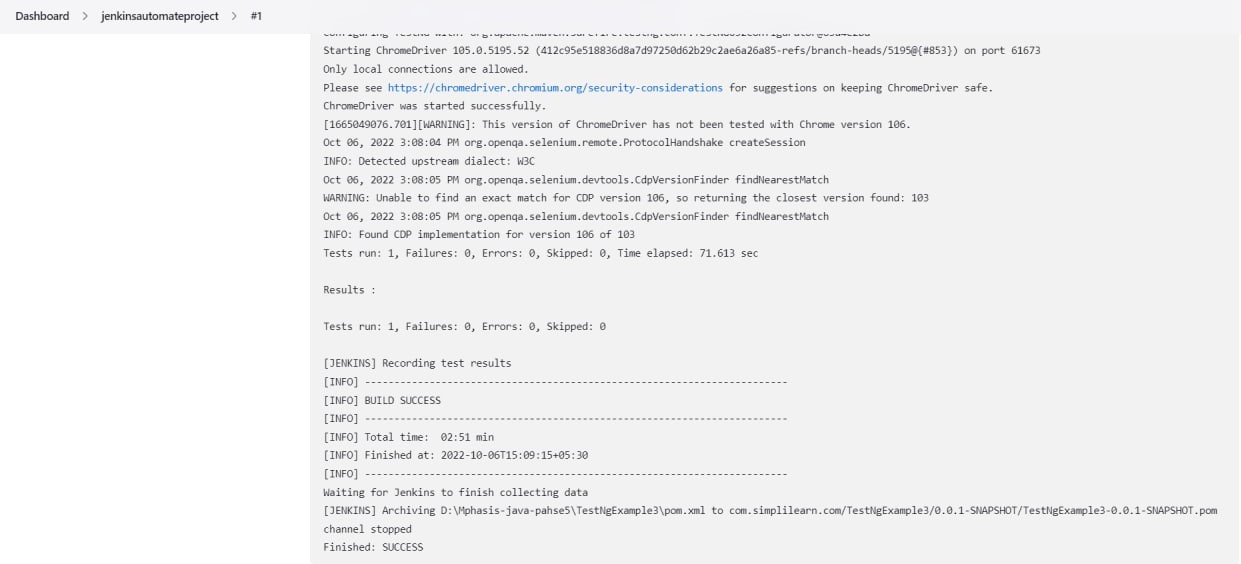 Dashboard > jenkinsautomateproject > #1
Starting ChromeDriver 105.0.5195.52 (412c95e518836d8a7d97250d62b29c2ae6a26a85-refs/branch-heads/5195@{#853}) on port 61673
Only local connections are allowed.
Please see https://chromedriver.chromium.org/security-considerations for suggestions on keeping ChromeDriver safe.
ChromeDriver was started successfully.
[1665049076.701][WARNING]: This version of ChromeDriver has not been tested with Chrome version 106.
Oct 06, 2022 3:08:04 PM org.openqa.selenium.remote.ProtocolHandshake createSession
INFO: Detected upstream dialect: W3C
Oct 06, 2022 3:08:05 PM org.openqa.selenium.devtools.CdpVersionFinder findNearestMatch
WARNING: Unable to find an exact match for CDP version 106, so returning the closest version found: 103
Oct 06, 2022 3:08:05 PM org.openqa.selenium.devtools.CdpVersionFinder findNearestMatch
INFO: Found CDP implementation for version 106 of 103
Tests run: 1, Failures: 0, Errors: 0, Skipped: 0, Time elapsed: 71.613 sec
Results :
Tests run: 1, Failures: 0, Errors: 0, Skipped: 0
[JENKINS] Recording test results
[INFO] ------------------------------------------------------------------------
[INFO] BUILD SUCCESS
[INFO] ------------------------------------------------------------------------
[INFO] Total time:  02:51 min
[INFO] Finished at: 2022-10-06T15:09:15+05:30
[INFO] ------------------------------------------------------------------------
Waiting for Jenkins to finish collecting data
[JENKINS] Archiving D:\Mphasis-java-pahse5\TestNgExample3\pom.xml to com.simplilearn.com/TestNgExample3/0.0.1-SNAPSHOT/TestNgExample3-0.0.1-SNAPSHOT.pom
channel stopped
Finished: SUCCESS